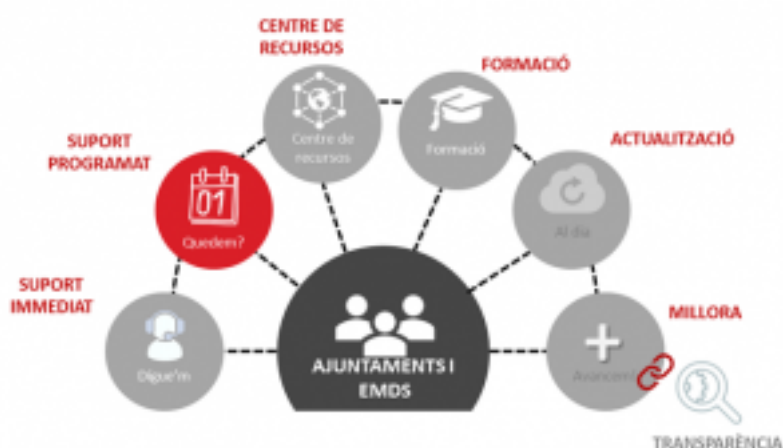 CENTRE DE
RECURSOS
FORMACIÓ
Centre de
recursos
Formació
SUPORT
PROGRAMAT
ACTUALITZACIÓ
01
Quedem?
Al dia
SUPORT
IMMEDIAT
MILLORA
Digue'm
AJUNTAMENTS I
EMDS
TRANSPARÈNCIA